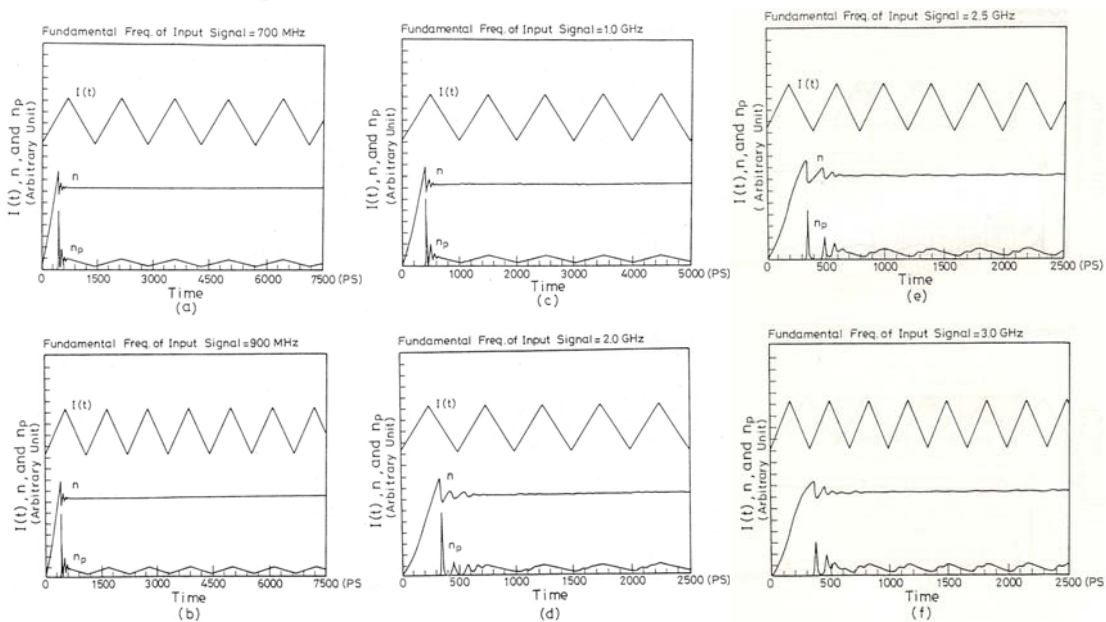 Fundamental Freq. of Input Signal = 700 MHz
I(t), n, and np
(Arbitrary Unit)
I(t)
n
np
0 1500 3000 4500 6000 7500 (PS)
Time
(a)
Fundamental Freq. of Input Signal = 900 MHz
I(t), n, and np
(Arbitrary Unit)
I(t)
n
np
0 1500 3000 4500 6000 7500 (PS
Time
(b)
Fundamental Freq. of Input Signal = 1.0 GHz
I(t), n, and np
(Arbitrary Unit)
I(t)
n
np
0 1000 2000 3000 4000 5000 (PS)
Time
(c)
Fundamental Freq. of Input Signal = 2.0 GHz
I(t), n, and np
(Arbitrary Unit)
I(t)
n
np
0 500 1000 1500 2000 2500 (PS)
Time
(d)
Fundamental Freq. of Input Signal = 2.5 GHz
I(t), n, and np
(Arbitrary Unit)
I(t)
n
np
0 500 1000 1500 2000 2500
Time
(e)
Fundamental Freq. of Input Signal = 3.0 GHz
I(t), n, and np
(Arbitrary Unit)
0 500 1000 1500 2000 2500 (PS)
Time
(f)